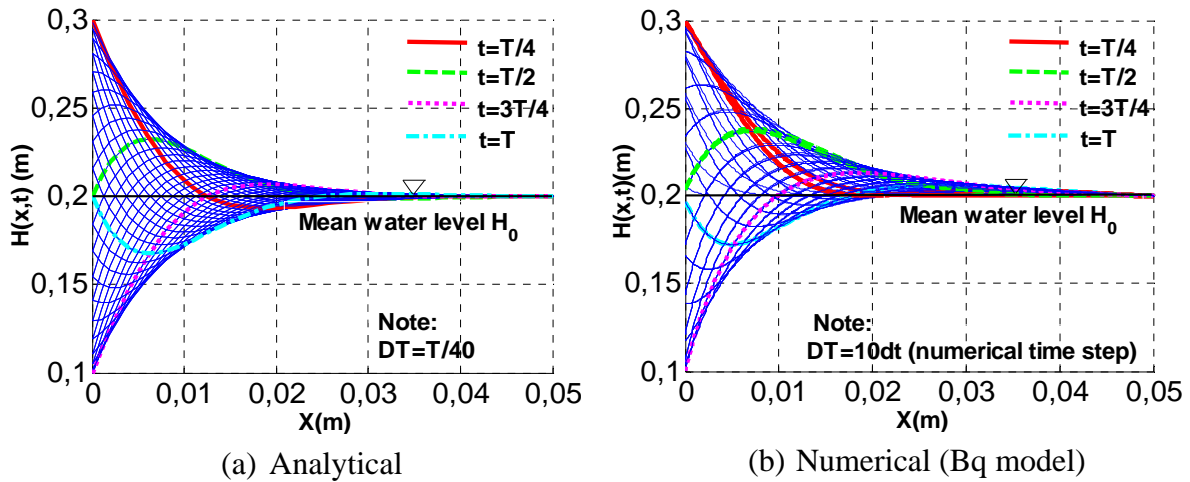 0,3
0,25
0,2
0,15
0,1
H(x,t) (m)
t=T/4
t=T/2
t=3T/4
t=T
Mean water level H0
Note:
DT=T/40
0 0,01 0,02 0,03 0,04 0,05
X(m)
(a) Analytical
0,3
0,25
0,2
0,15
0,1
H(x,t)(m)
t=T/4
t=T/2
t=3T/4
t=T
Mean water level H0
Note:
DT=10dt (numerical time step)
0 0,01 0,02 0,03 0,04 0,05
X(m)
(b) Numerical (Bq model)